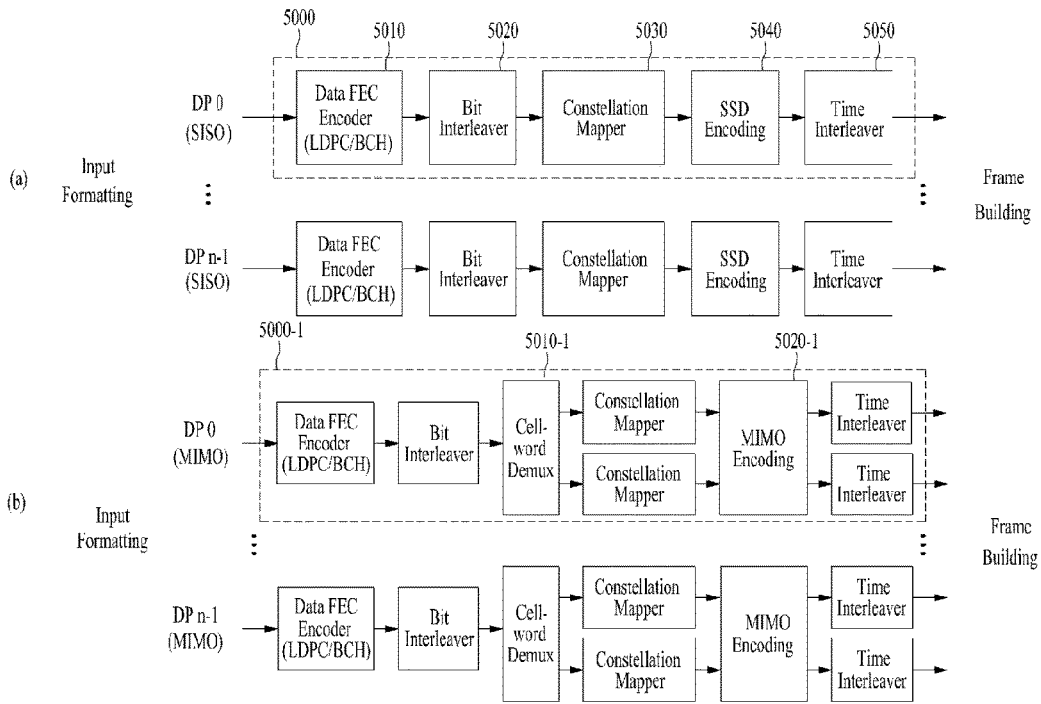 5000
5010
5020
5030
5040
5050
DP 0
(SISO)
Data FEC
Encoder
(LDPC/BCH)
Bit
Interleaver
Constellation
Mapper
SSD
Encoding
Time
Interleaver
(a)
Input
Formatting
Frame
Building
DP n-1
(SISO)
Data FEC
Encoder
(LDPC/BCH)
Bit
Interleaver
Constellation
Mapper
SSD
Encoding
Time
Interleaver
5000-1
5010-1
5020-1
DP 0
(MIMO)
Data FEC
Encoder
(LDPC/BCH)
Bit
Interleaver
Cell-
word
Demux
Constellation
Mapper
Constellation
Mapper
MIMO
Encoding
Time
Interleaver
Time
Interleaver
(b)
Input
Formatting
Frame
Building
DP n-1
(MIMO)
Data FEC
Encoder
(LDPC/BCH)
Bit
Interleaver
Cell-
word
Demux
Constellation
Mapper
Constellation
Mapper
MIMO
Encoding
Time
Interleaver
Time
Interleaver